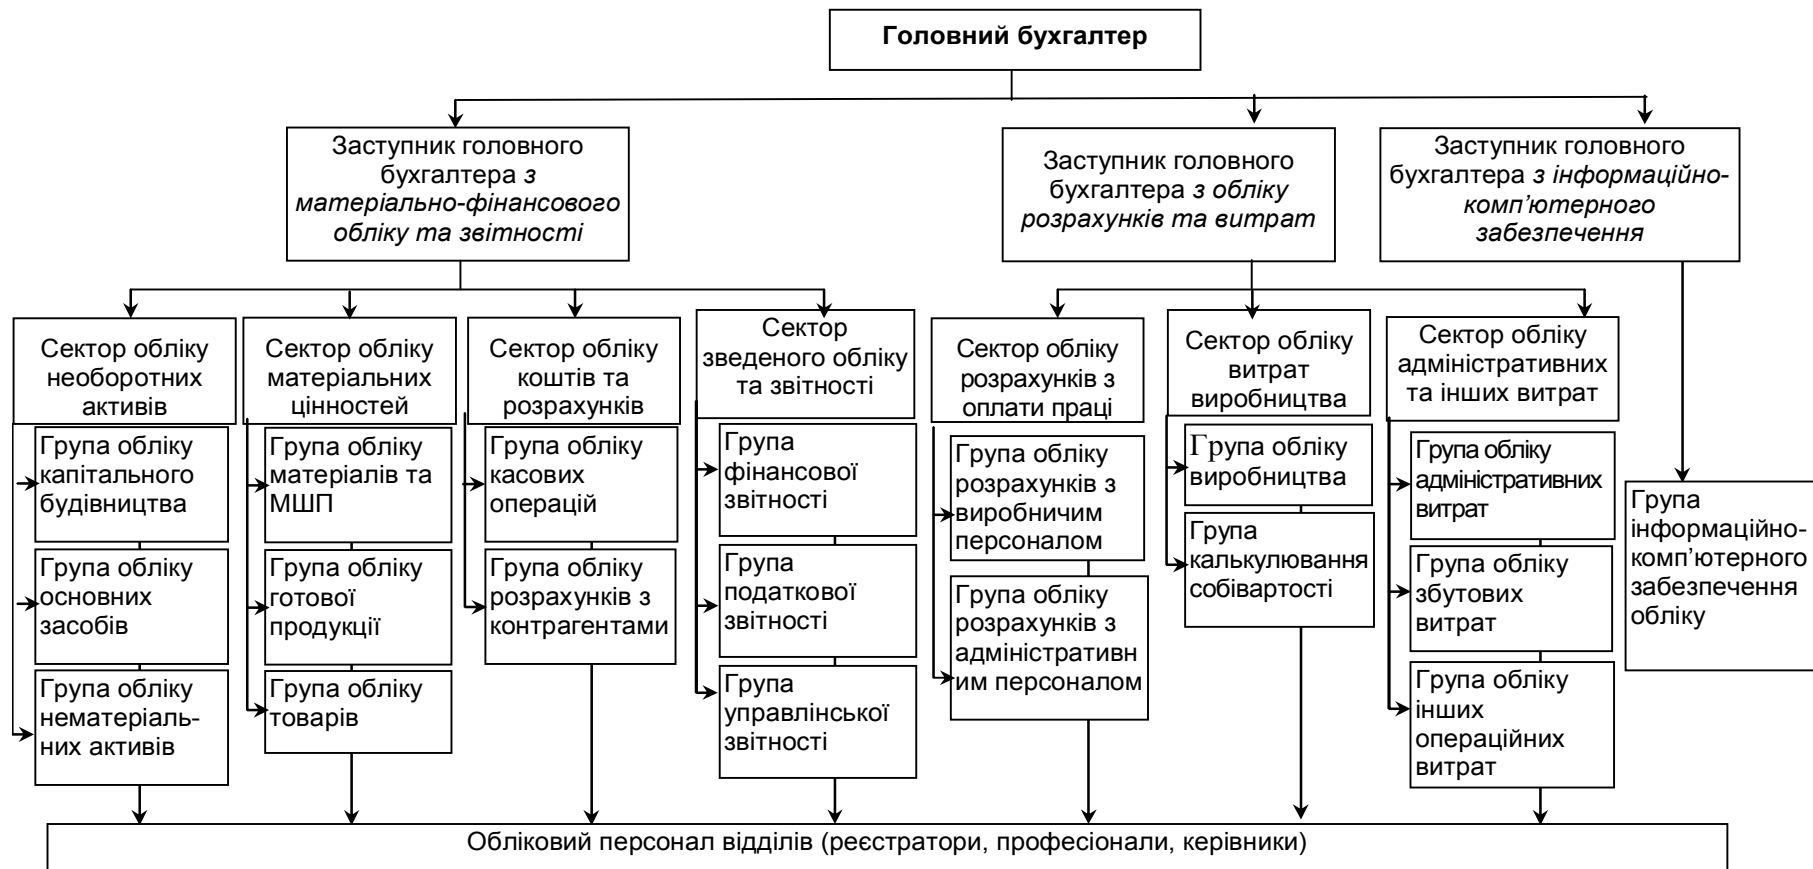 Головний бухгалтер
Заступник головного
бухгалтера з
матеріально-фінансового
обліку та звітності
Заступник головного
бухгалтера з обліку
розрахунків та витрат
Заступник головного
бухгалтера з інформаційно-
комп’ютерного
забезпечення
Сектор обліку
необоротних
активів
Сектор обліку
матеріальних
цінностей
Сектор обліку
коштів та
розрахунків
Сектор
зведеного обліку
та звітності
Сектор обліку
розрахунків з
оплати праці
Сектор обліку
витрат
виробництва
Сектор обліку
адміністративних
та інших витрат
Група обліку
капітального
будівництва
Група обліку
основних
засобів
Група обліку
нематеріаль-
них активів
Група обліку
матеріалів та
МШП
Група обліку
готової
продукції
Група обліку
товарів
Група обліку
касових
операцій
Група обліку
розрахунків з
контрагентами
Група
фінансової
звітності
Група
податкової
звітності
Група
управлінської
звітності
Група обліку
розрахунків з
виробничим
персоналом
Група обліку
розрахунків з
адміністративн
им персоналом
Група обліку
виробництва
Група
калькулювання
собівартості
Група обліку
адміністративних
витрат
Група обліку
збутових
витрат
Група обліку
інших
операційних
витрат
Група
інформаційно-
комп’ютерного
забезпечення
обліку
Обліковий персонал відділів (реєстратори, професіонали, керівники)